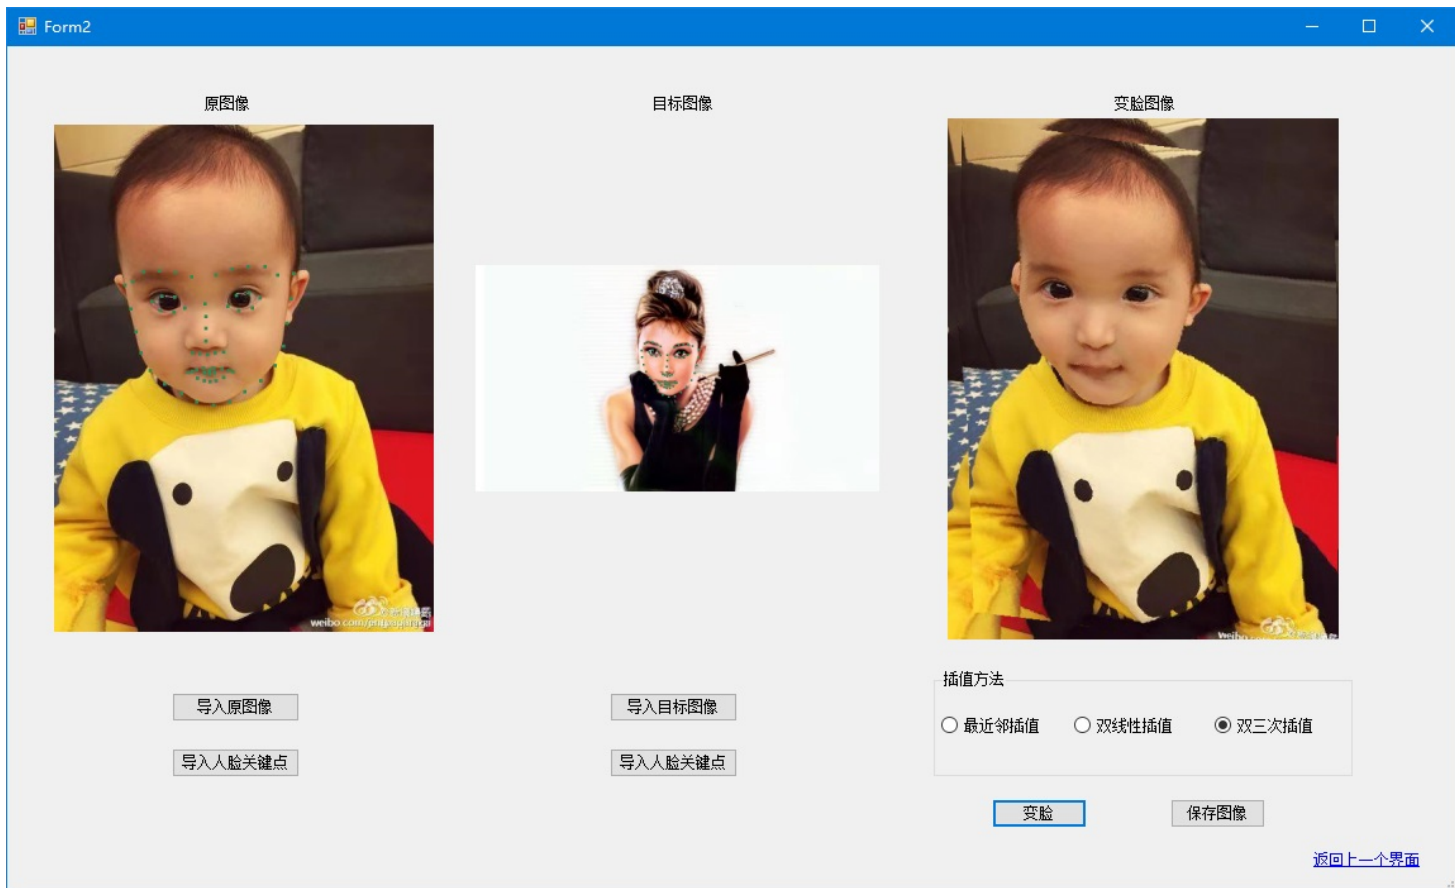 Form2
原图像
目标图像
变脸图像
weibo.com/
导入原图像
导入目标图像
导入人脸关键点
导入人脸关键点
插值方法
最近邻插值
双线性插值
双三次插值
变脸
保存图像
返回上一个界面